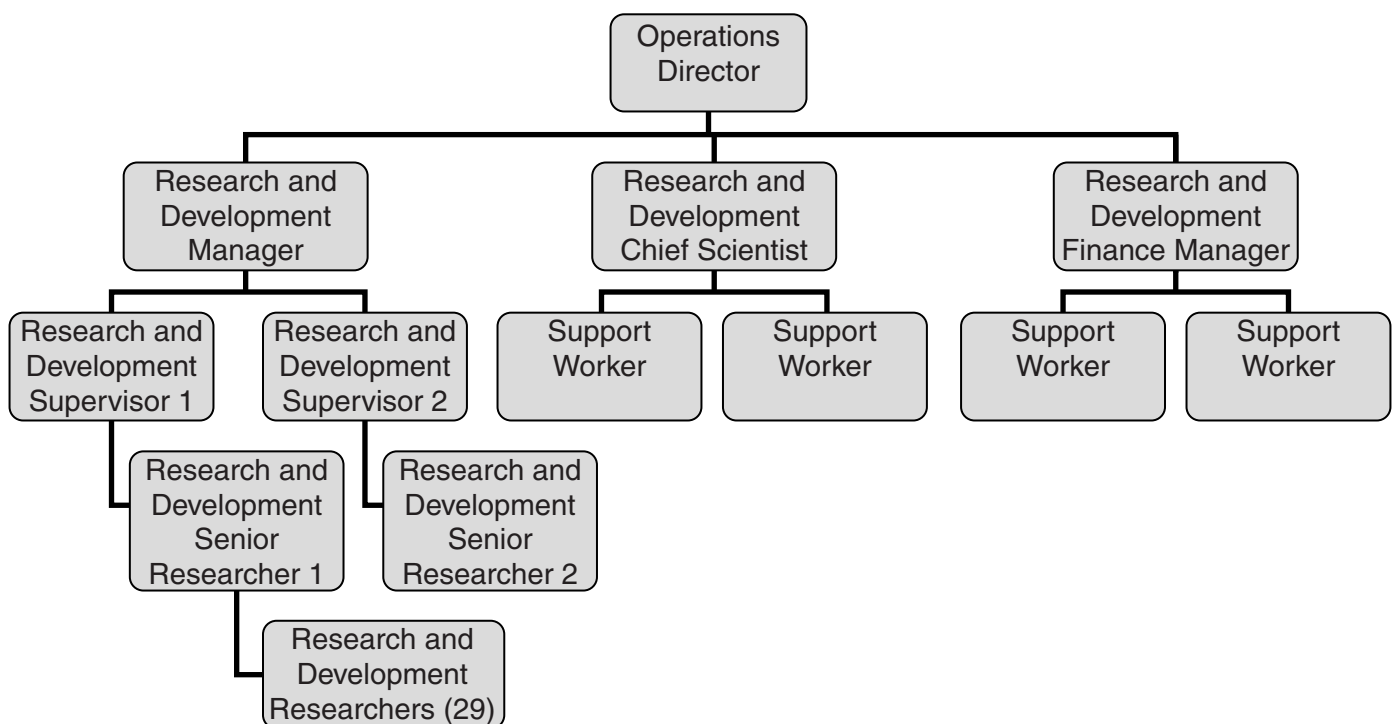 Operations
Director
Research and
Development
Manager
Research and
Development
Chief Scientist
Research and
Development
Finance Manager
Research and
Development
Supervisor 1
Research and
Development
Supervisor 2
Support
Worker
Support
Worker
Support
Worker
Support
Worker
Research and
Development
Senior
Researcher 1
Research and
Development
Senior
Researcher 2
Research and
Development
Researchers (29)